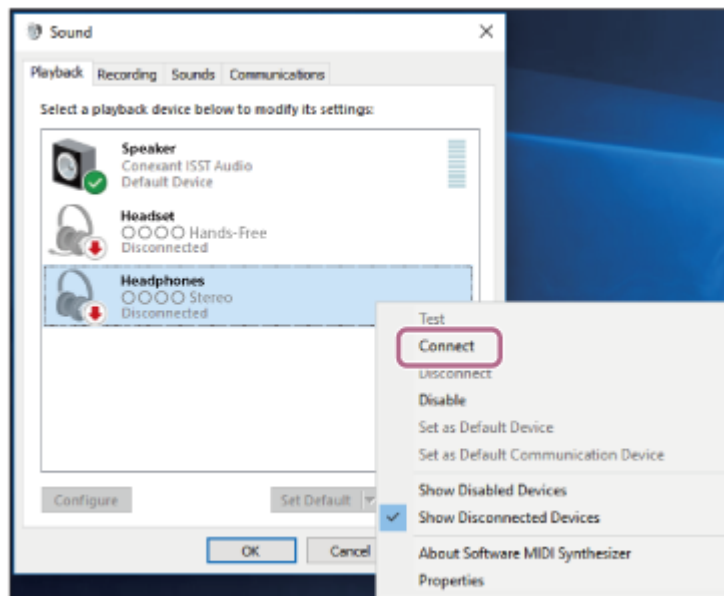 Sound
Playback Recording Sounds Communications
Select a playback device below to modify its settings:
Speaker
Conexant ISST Audio
Default Device
Headset
○○○○ Hands-Free
Disconnected
Headphones
○○○○ Stereo
Disconnected
Test
Connect
Disconnect
Disable
Set as Default Device
Set as Default Communication Device
Show Disabled Devices
Show Disconnected Devices
About Software MIDI Synthesizer
Properties
Configure Set Default
OK Cancel